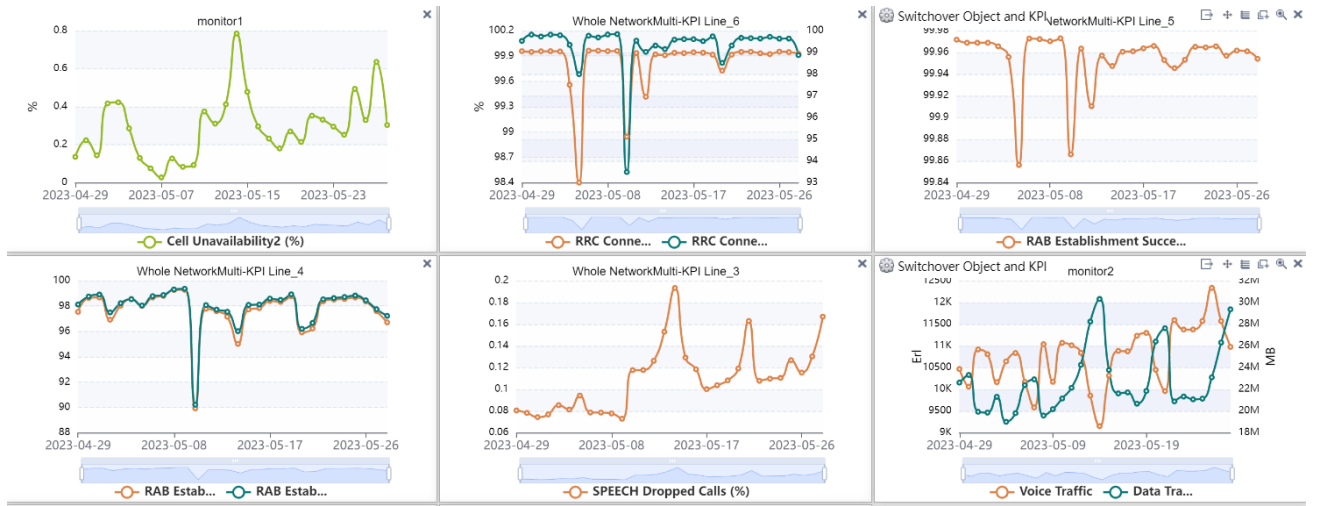 monitor1
0.8
0.6
0.4
0.2
0
%
2023-04-29 2023-05-07 2023-05-15 2023-05-23
Cell Unavailability2 (%)
Whole NetworkMulti-KPI Line_6
100.2 100
99.9 99
99.6 98
97
99.3 96
99 95
98.7 94
98.4 93
%
2023-04-29 2023-05-08 2023-05-17 2023-05-26
RRC Conne... RRC Conne...
Switchover Object and KPI
NetworkMulti-KPI Line_5
99.98
99.96
99.94
99.92
99.9
99.88
99.86
99.84
2023-04-29 2023-05-08 2023-05-17 2023-05-26
RAB Establishment Succe...
Whole NetworkMulti-KPI Line_4
100
98
96
94
92
90
88
2023-04-29 2023-05-08 2023-05-17 2023-05-26
RAB Estab... RAB Estab...
Whole NetworkMulti-KPI Line_3
0.2
0.18
0.16
0.14
0.12
0.1
0.08
0.06
2023-04-29 2023-05-08 2023-05-17 2023-05-26
SPEECH Dropped Calls (%)
Switchover Object and KPI
monitor2
12500 32M
12K 30M
11500 28M
11K 26M
10500 24M
10K 22M
9500 20M
9K 18M
Erl
MB
2023-04-29 2023-05-09 2023-05-19
Voice Traffic Data Tra...